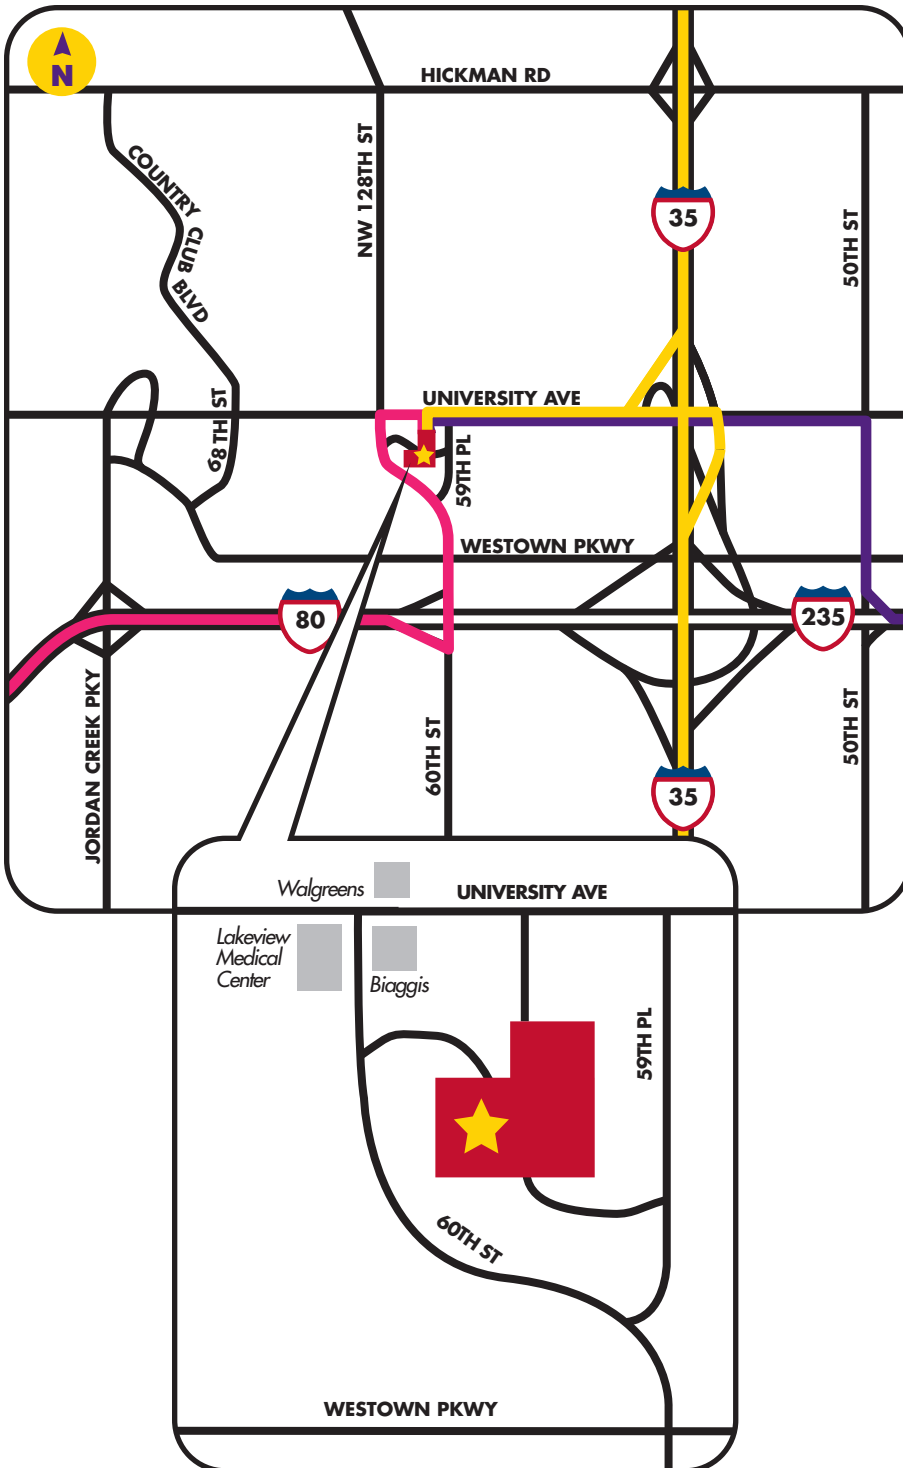 N
HICKMAN RD
COUNTRY CLUB BLVD
NW 128TH ST
35
50TH ST
UNIVERSITY AVE
68TH ST
59TH PL
WESTOWN PKWY
80
235
JORDAN CREEK PKY
60TH ST
50TH ST
35
Walgreens
UNIVERSITY AVE
Lakeview
Medical
Center
Biaggis
59TH PL
60TH ST
WESTOWN PKWY